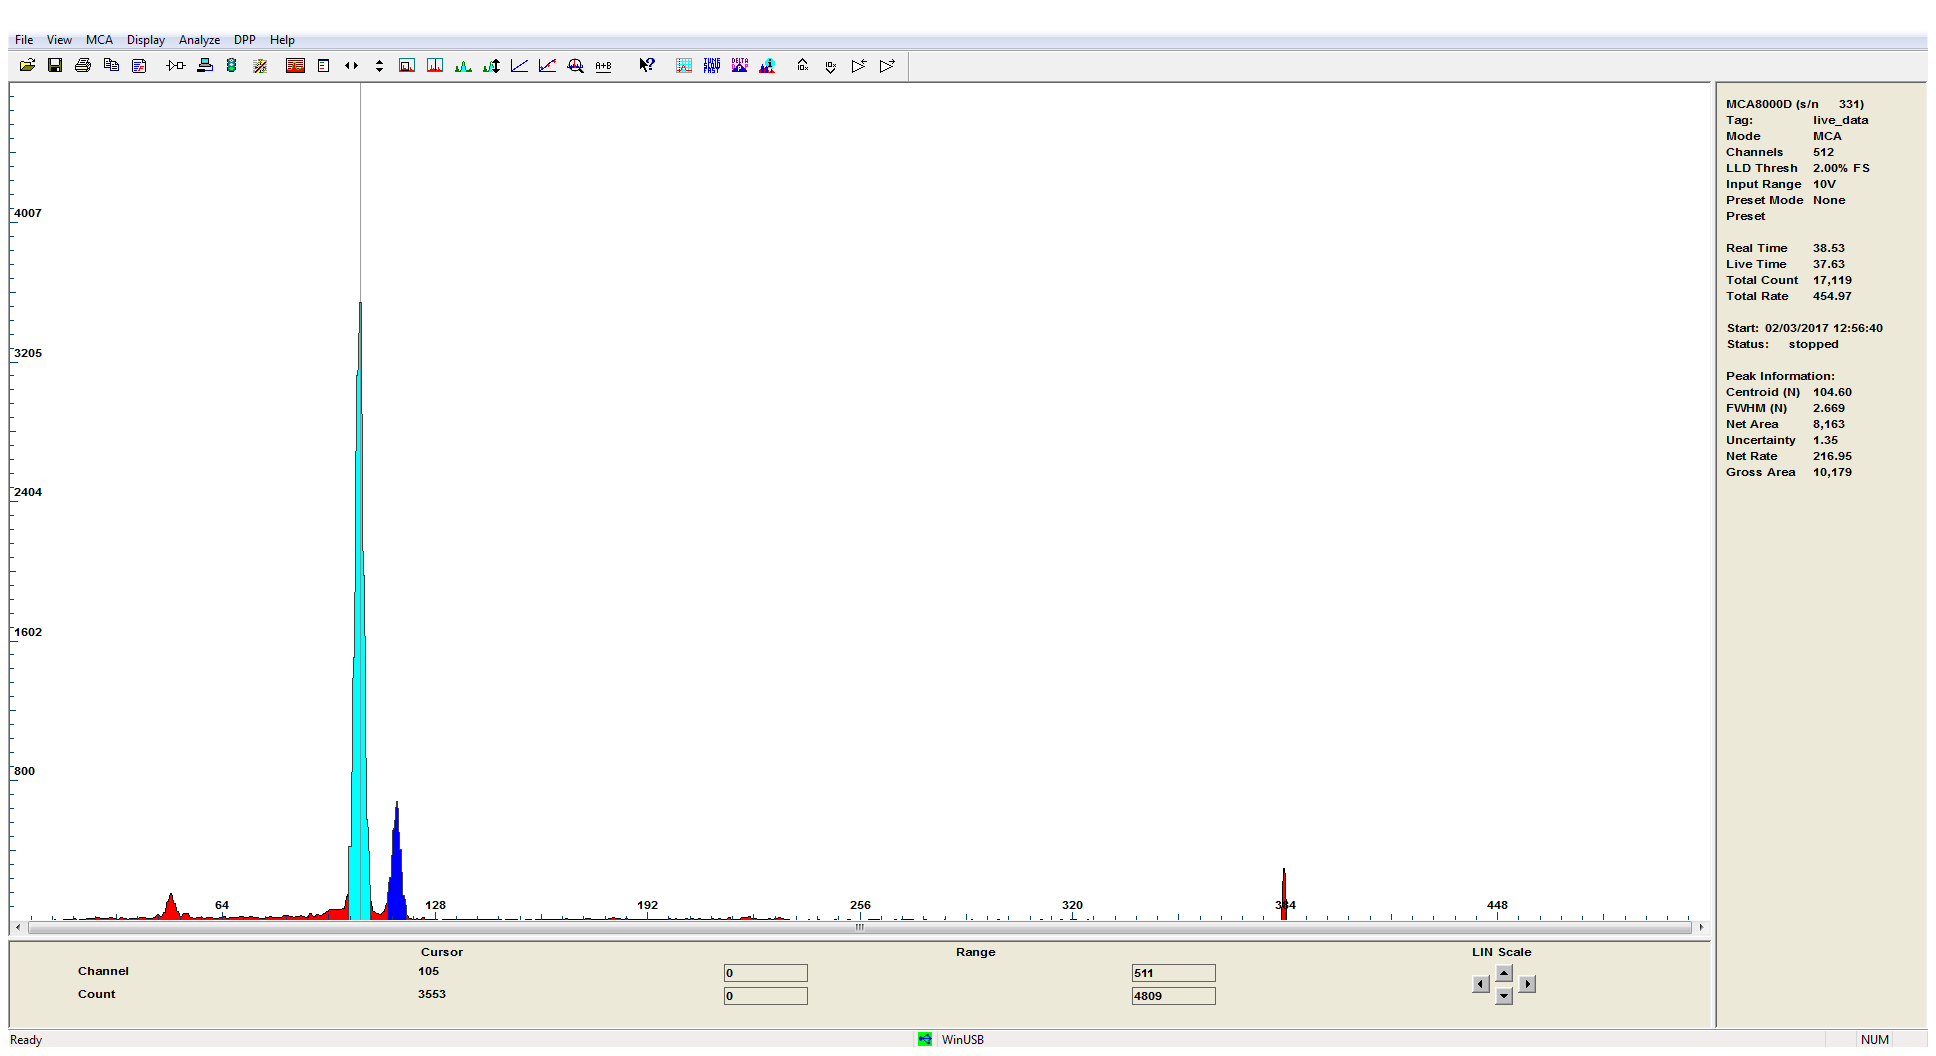 File View MCA Display Analyze DPP Help
MCA8000D (s/n 331)
Tag: live_data
Mode MCA
Channels 512
LLD Thresh 2.00% FS
Input Range 10V
Preset Mode None
Preset
Real Time 38.53
Live Time 37.63
Total Count 17,119
Total Rate 454.97
Start: 02/03/2017 12:56:40
Status: stopped
Peak Information:
Centroid (N) 104.60
FWHM (N) 2.669
Net Area 8,163
Uncertainty 1.35
Net Rate 216.95
Gross Area 10,179
4007
3205
2404
1602
800
64 128 192 256 320 384 448
Cursor Range LIN Scale
Channel 105 0 511
Count 3553 0 4809
Ready WinUSB NUM